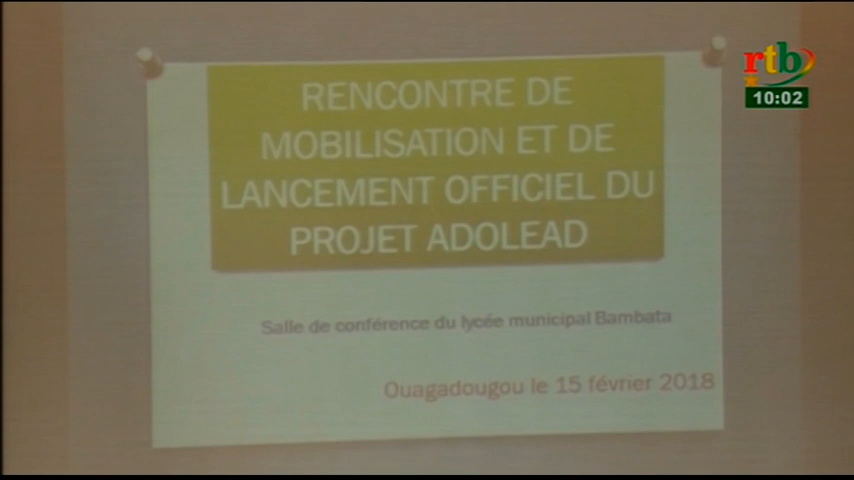 rtb
10:02
RENCONTRE DE
MOBILISATION ET DE
LANCEMENT OFFICIEL DU
PROJET ADOLEAD
Salle de conférence du lycée municipal Bambata
Ouagadougou le 15 février 2018